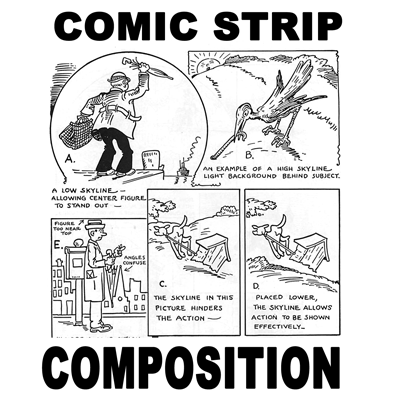 COMIC STRIP
A.
B.
A LOW SKYLINE –
ALLOWING CENTER FIGURE
TO STAND OUT –
AN EXAMPLE OF A HIGH SKYLINE
LIGHT BACKGROUND BEHIND SUBJECT.
FIGURE
TOO NEAR
TOP
E.
ANGLES
CONFUSE
C.
THE SKYLINE IN THIS
PICTURE HINDERS
THE ACTION –
D.
PLACED LOWER,
THE SKYLINE ALLOWS
ACTION TO BE SHOWN
EFFECTIVELY–
COMPOSITION